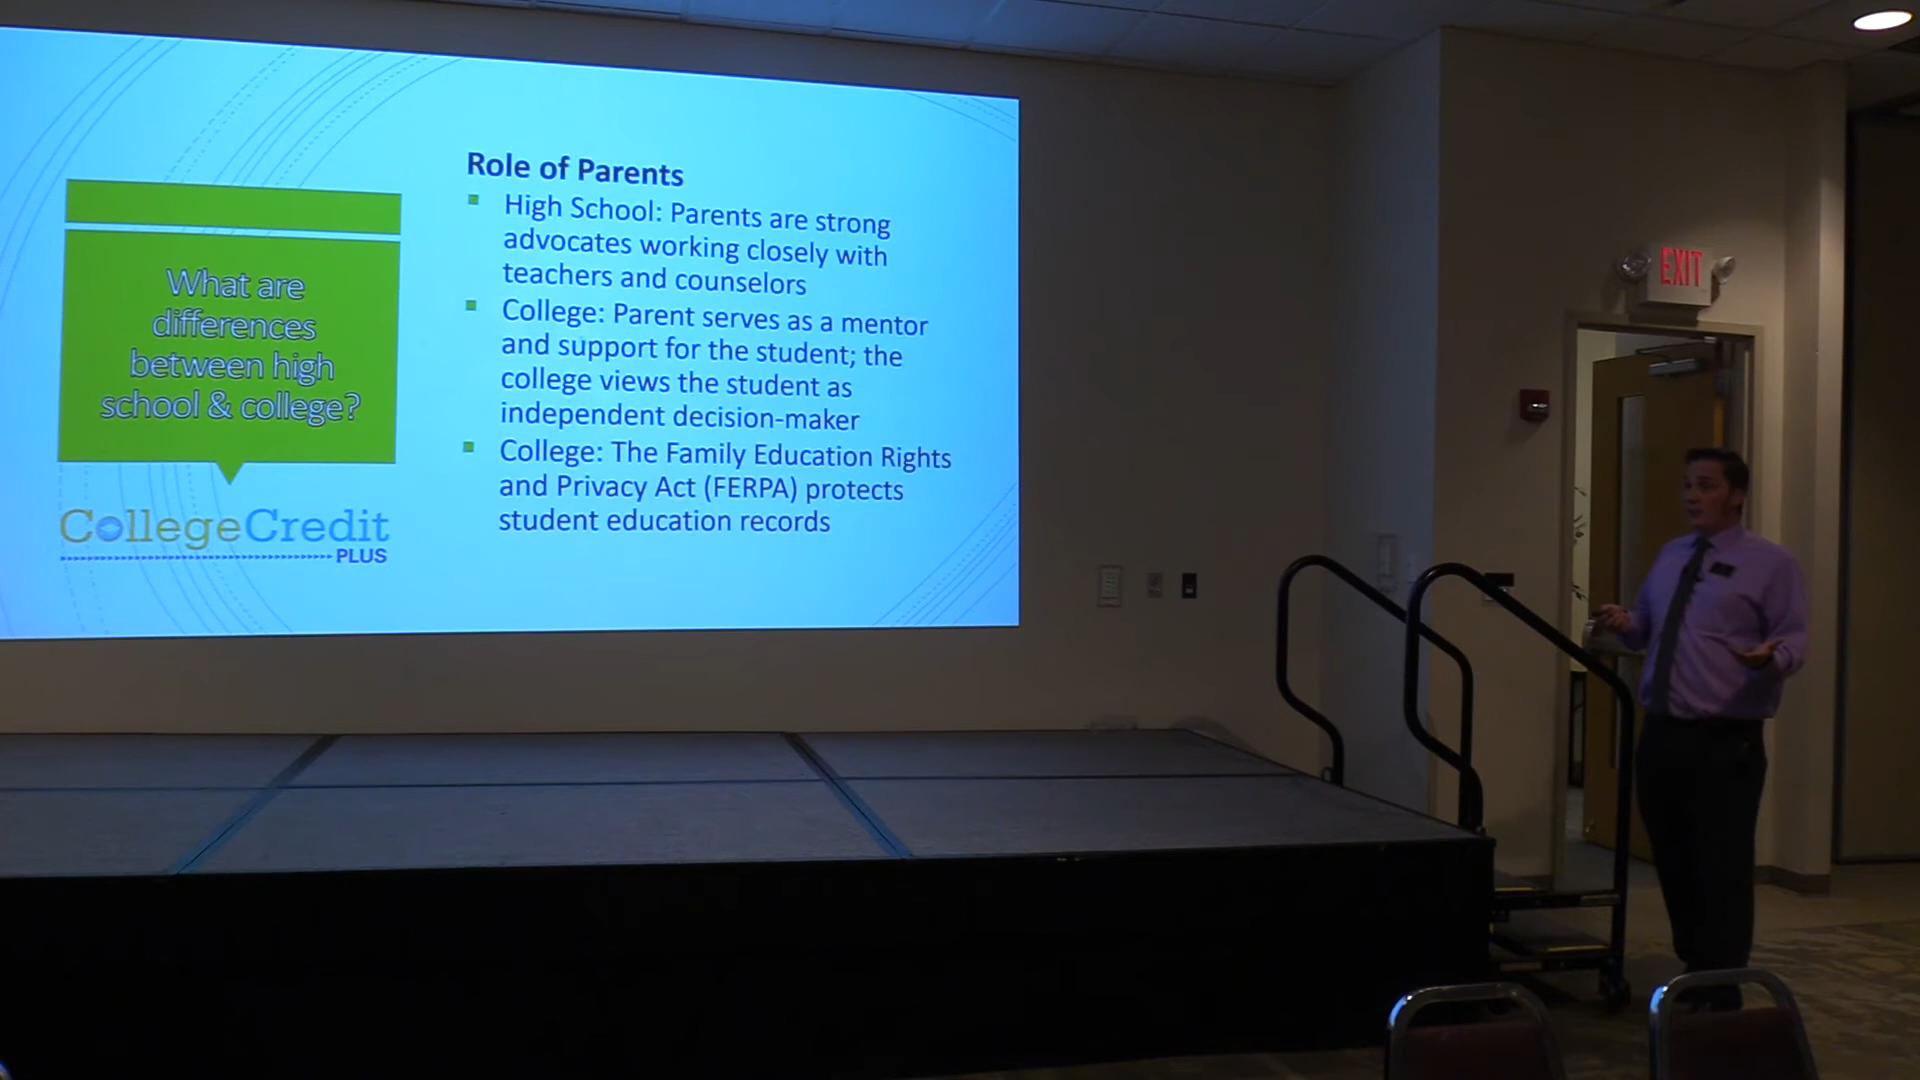 What are
differences
between high
school & college?
CollegeCredit
PLUS
Role of Parents
High School: Parents are strong
advocates working closely with
teachers and counselors
College: Parent serves as a mentor
and support for the student; the
college views the student as
independent decision-maker
College: The Family Education Rights
and Privacy Act (FERPA) protects
student education records
EXIT